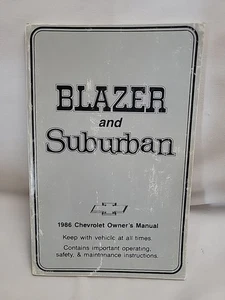 BLAZER
and
Suburban
1986 Chevrolet Owner's Manual
Keep with vehicle at all times.
Contains important operating,
safety, & maintenance instructions.